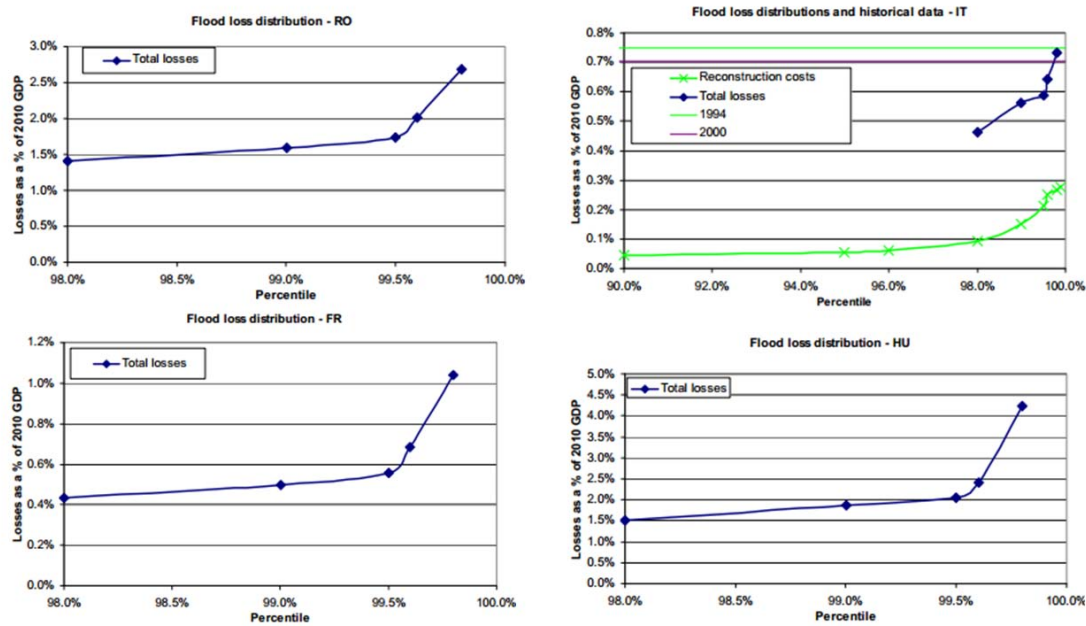 Flood loss distribution - RO
Losses as a % of 2010 GDP
3.0%
2.5%
2.0%
1.5%
1.0%
0.5%
0.0%
Total losses
98.0% 98.5% 99.0% 99.5% 100.0%
Percentile
Flood loss distributions and historical data - IT
Losses as a % of 2010 GDP
0.8%
0.7%
0.6%
0.5%
0.4%
0.3%
0.2%
0.1%
0.0%
Reconstruction costs
Total losses
1994
2000
90.0% 92.0% 94.0% 96.0% 98.0% 100.0%
Percentile
Flood loss distribution - FR
Losses as a % of 2010 GDP
1.2%
1.0%
0.8%
0.6%
0.4%
0.2%
0.0%
Total losses
98.0% 98.5% 99.0% 99.5% 100.0%
Percentile
Flood loss distribution - HU
Losses as a % of 2010 GDP
5.0%
4.5%
4.0%
3.5%
3.0%
2.5%
2.0%
1.5%
1.0%
0.5%
0.0%
Total losses
98.0% 98.5% 99.0% 99.5% 100.0%
Percentile